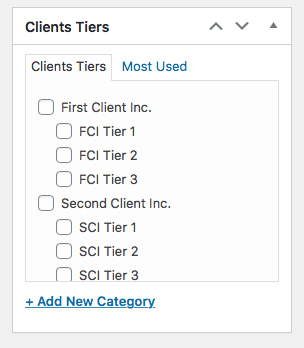 Clients Tiers
Clients Tiers Most Used
First Client Inc.
FCI Tier 1
FCI Tier 2
FCI Tier 3
Second Client Inc.
SCI Tier 1
SCI Tier 2
SCI Tier 3
+ Add New Category